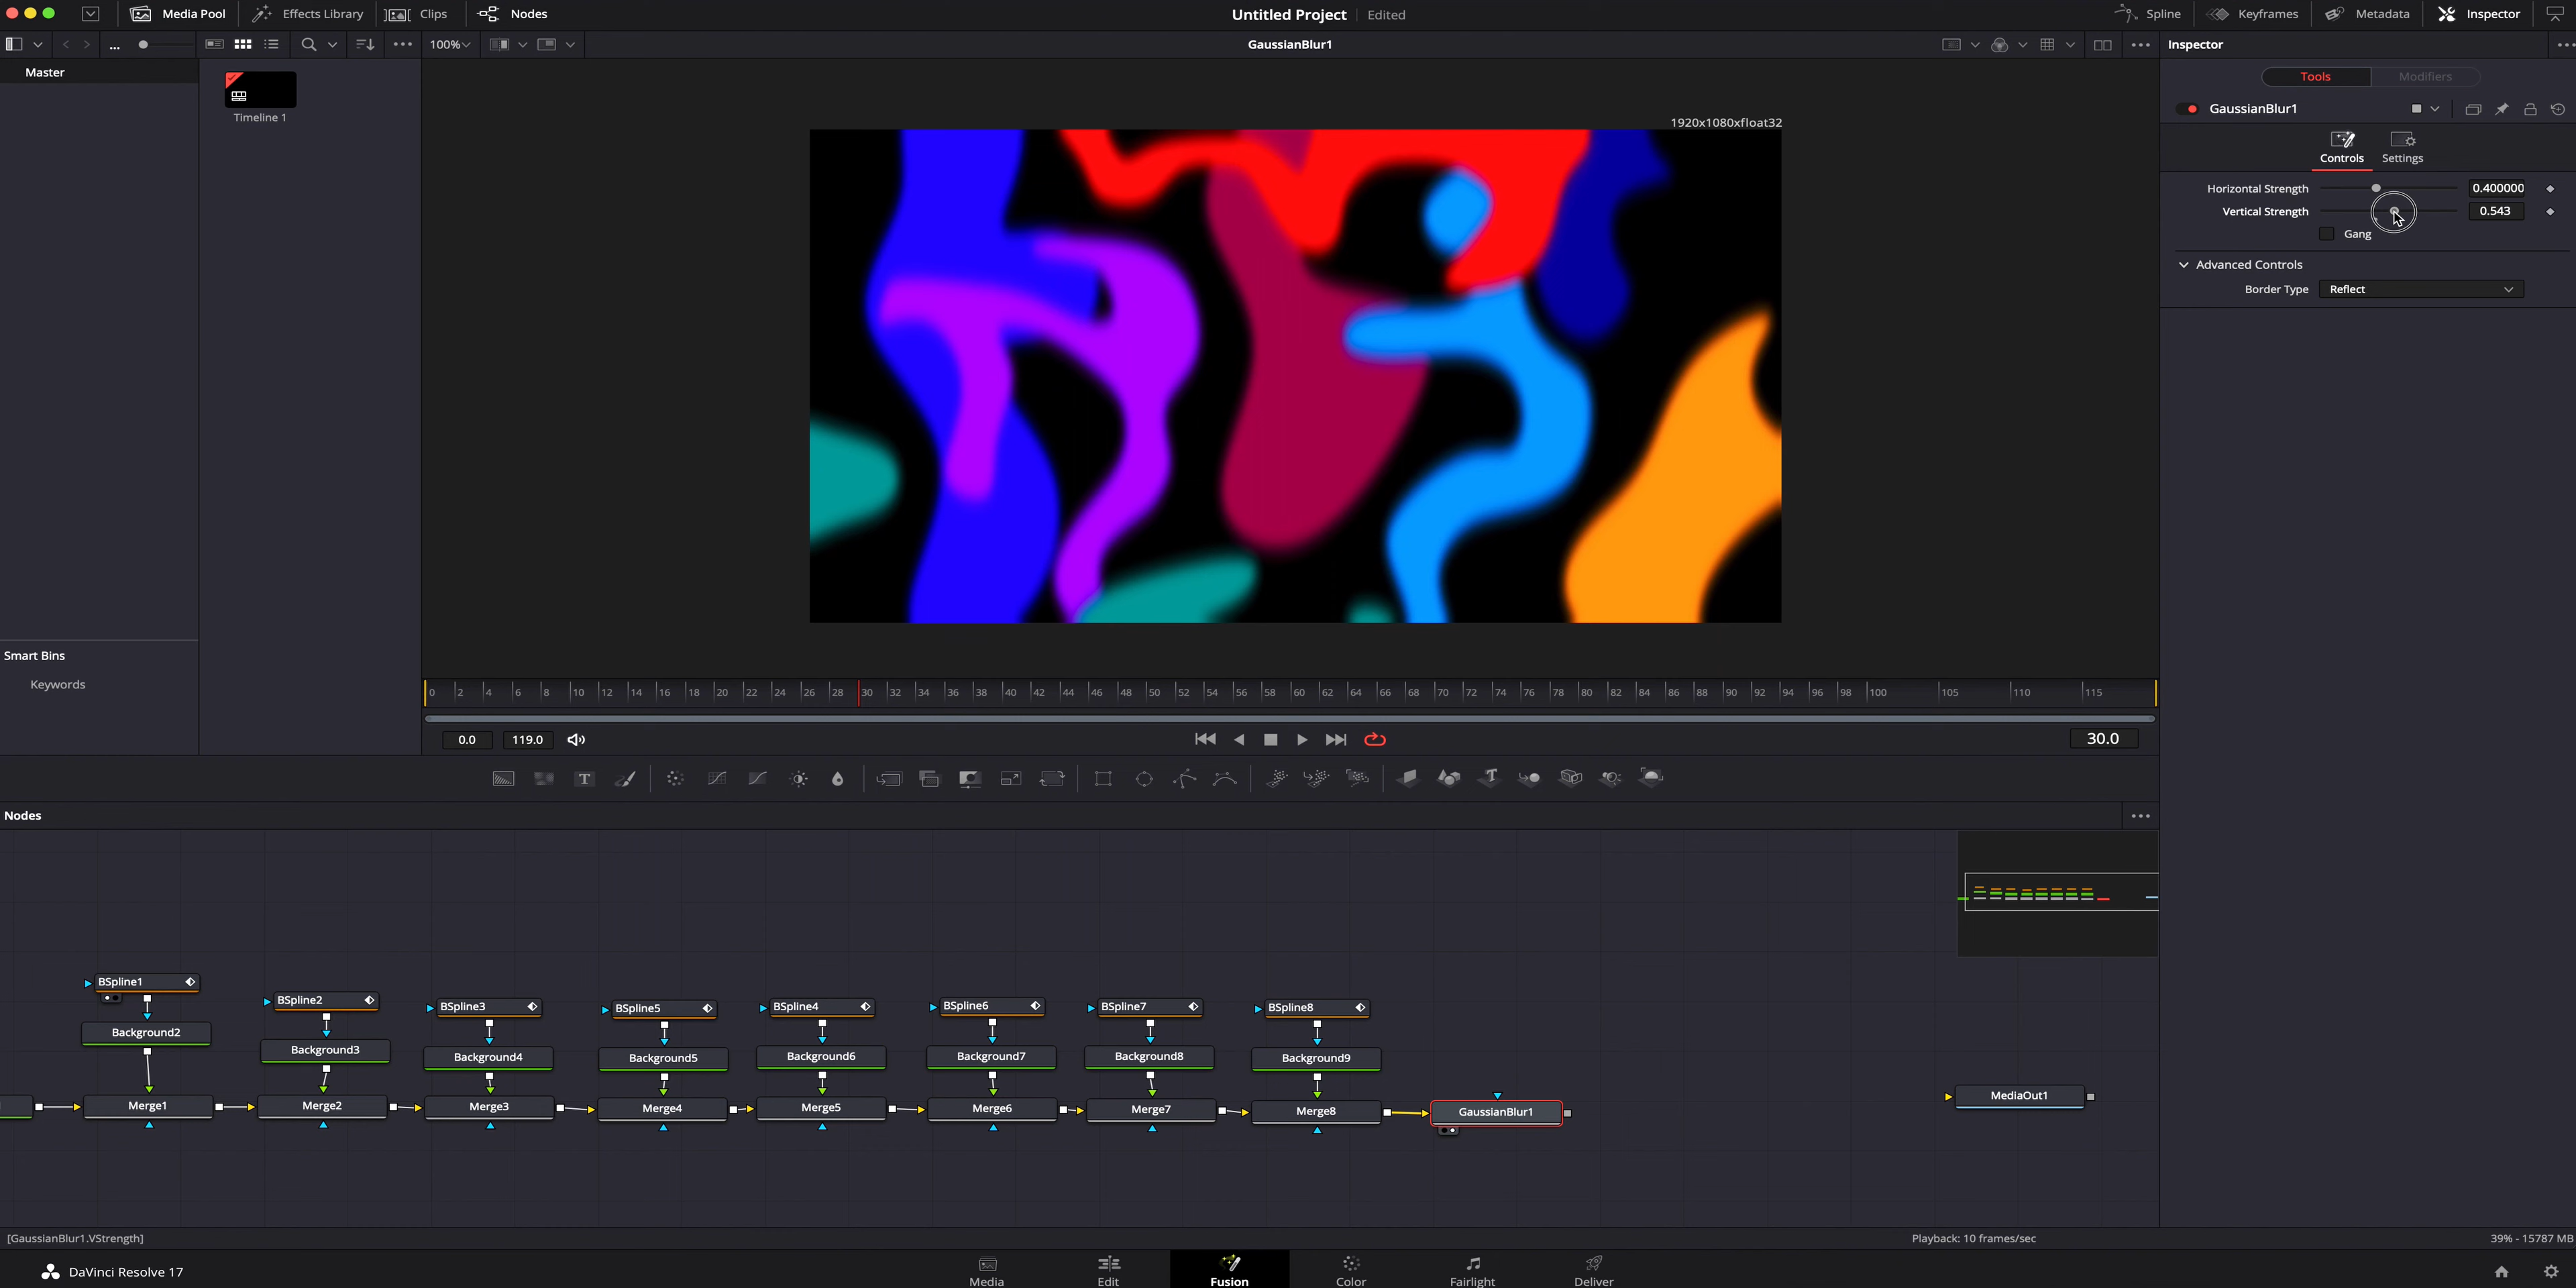 Media Pool Effects Library Clips Nodes Untitled Project Edited Spline Keyframes Metadata Inspector
... 100% GaussianBlur1 Inspector
Master
Timeline 1
1920x1080xfloat32
Tools Modifiers
GaussianBlur1
Controls Settings
Horizontal Strength 0.400000
Vertical Strength 0.543
Gang
Advanced Controls
Border Type Reflect
Smart Bins
Keywords
0 2 4 6 8 10 12 14 16 18 20 22 24 26 28 30 32 34 36 38 40 42 44 46 48 50 52 54 56 58 60 62 64 66 68 70 72 74 76 78 80 82 84 86 88 90 92 94 96 98 100 105 110 115
0.0 119.0 30.0
T T
Nodes
BSpline1 BSpline2 BSpline3 BSpline5 BSpline4 BSpline6 BSpline7 BSpline8
Background2 Background3 Background4 Background5 Background6 Background7 Background8 Background9
Merge1 Merge2 Merge3 Merge4 Merge5 Merge6 Merge7 Merge8 GaussianBlur1 MediaOut1
[GaussianBlur1.VStrength] Playback: 10 frames/sec 39% - 15787 MB
DaVinci Resolve 17 Media Edit Fusion Color Fairlight Deliver